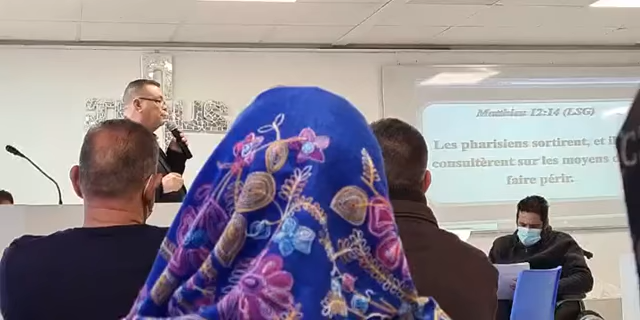 Matthieu 12:14 (LSG)
Les pharisiens sortirent, et il
consultèrent sur les moyens d
faire périr.